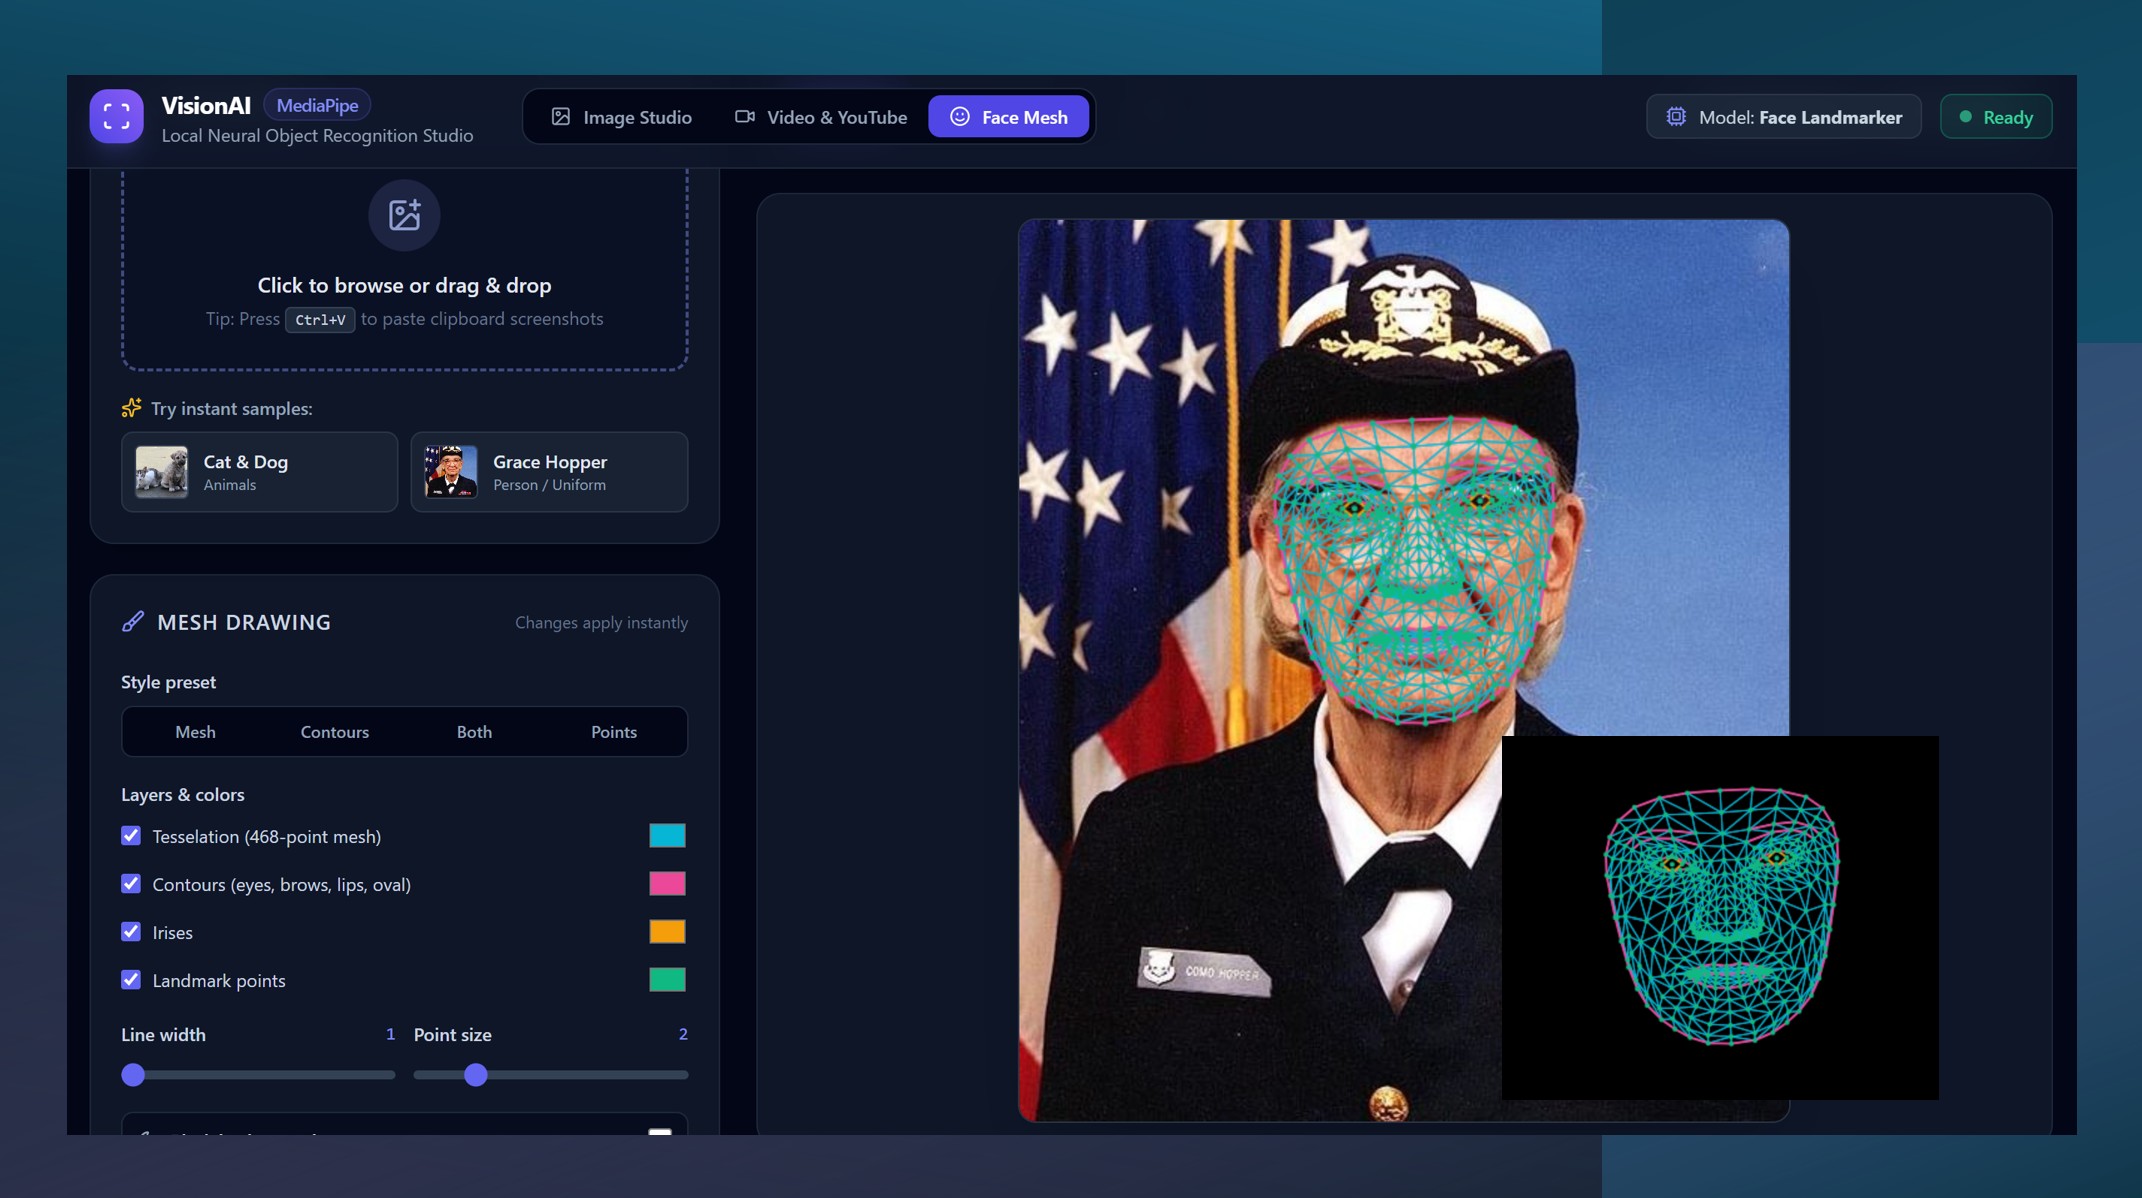 VisionAI
MediaPipe
Local Neural Object Recognition Studio
Image Studio
Video & YouTube
Face Mesh
Model: Face Landmarker
Ready
Click to browse or drag & drop
Tip: Press Ctrl+V to paste clipboard screenshots
Try instant samples:
Cat & Dog
Animals
Grace Hopper
Person / Uniform
MESH DRAWING
Changes apply instantly
Style preset
Mesh
Contours
Both
Points
Layers & colors
Tesselation (468-point mesh)
Contours (eyes, brows, lips, oval)
Irises
Landmark points
Line width
1
Point size
2
COMO HOPPER